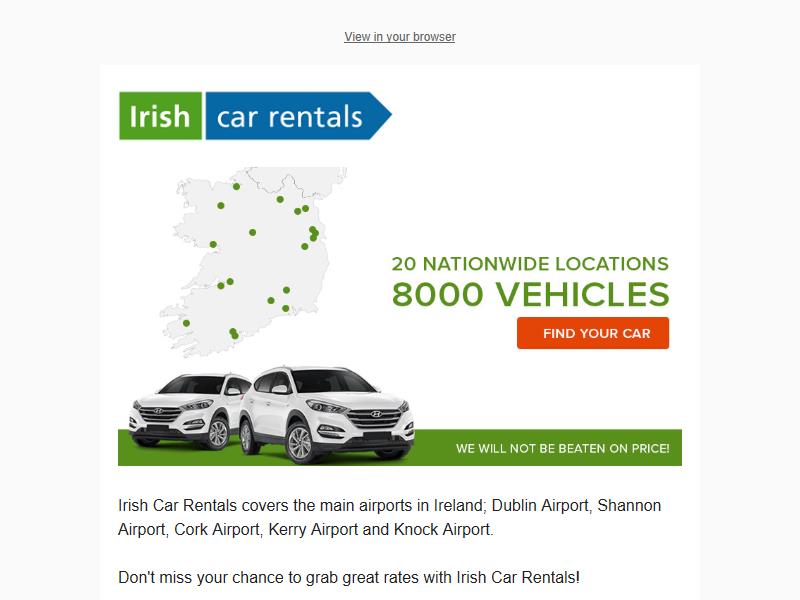 View in your browser
Irish car rentals
20 NATIONWIDE LOCATIONS
8000 VEHICLES
FIND YOUR CAR
WE WILL NOT BE BEATEN ON PRICE!
Irish Car Rentals covers the main airports in Ireland; Dublin Airport, Shannon
Airport, Cork Airport, Kerry Airport and Knock Airport.
Don't miss your chance to grab great rates with Irish Car Rentals!